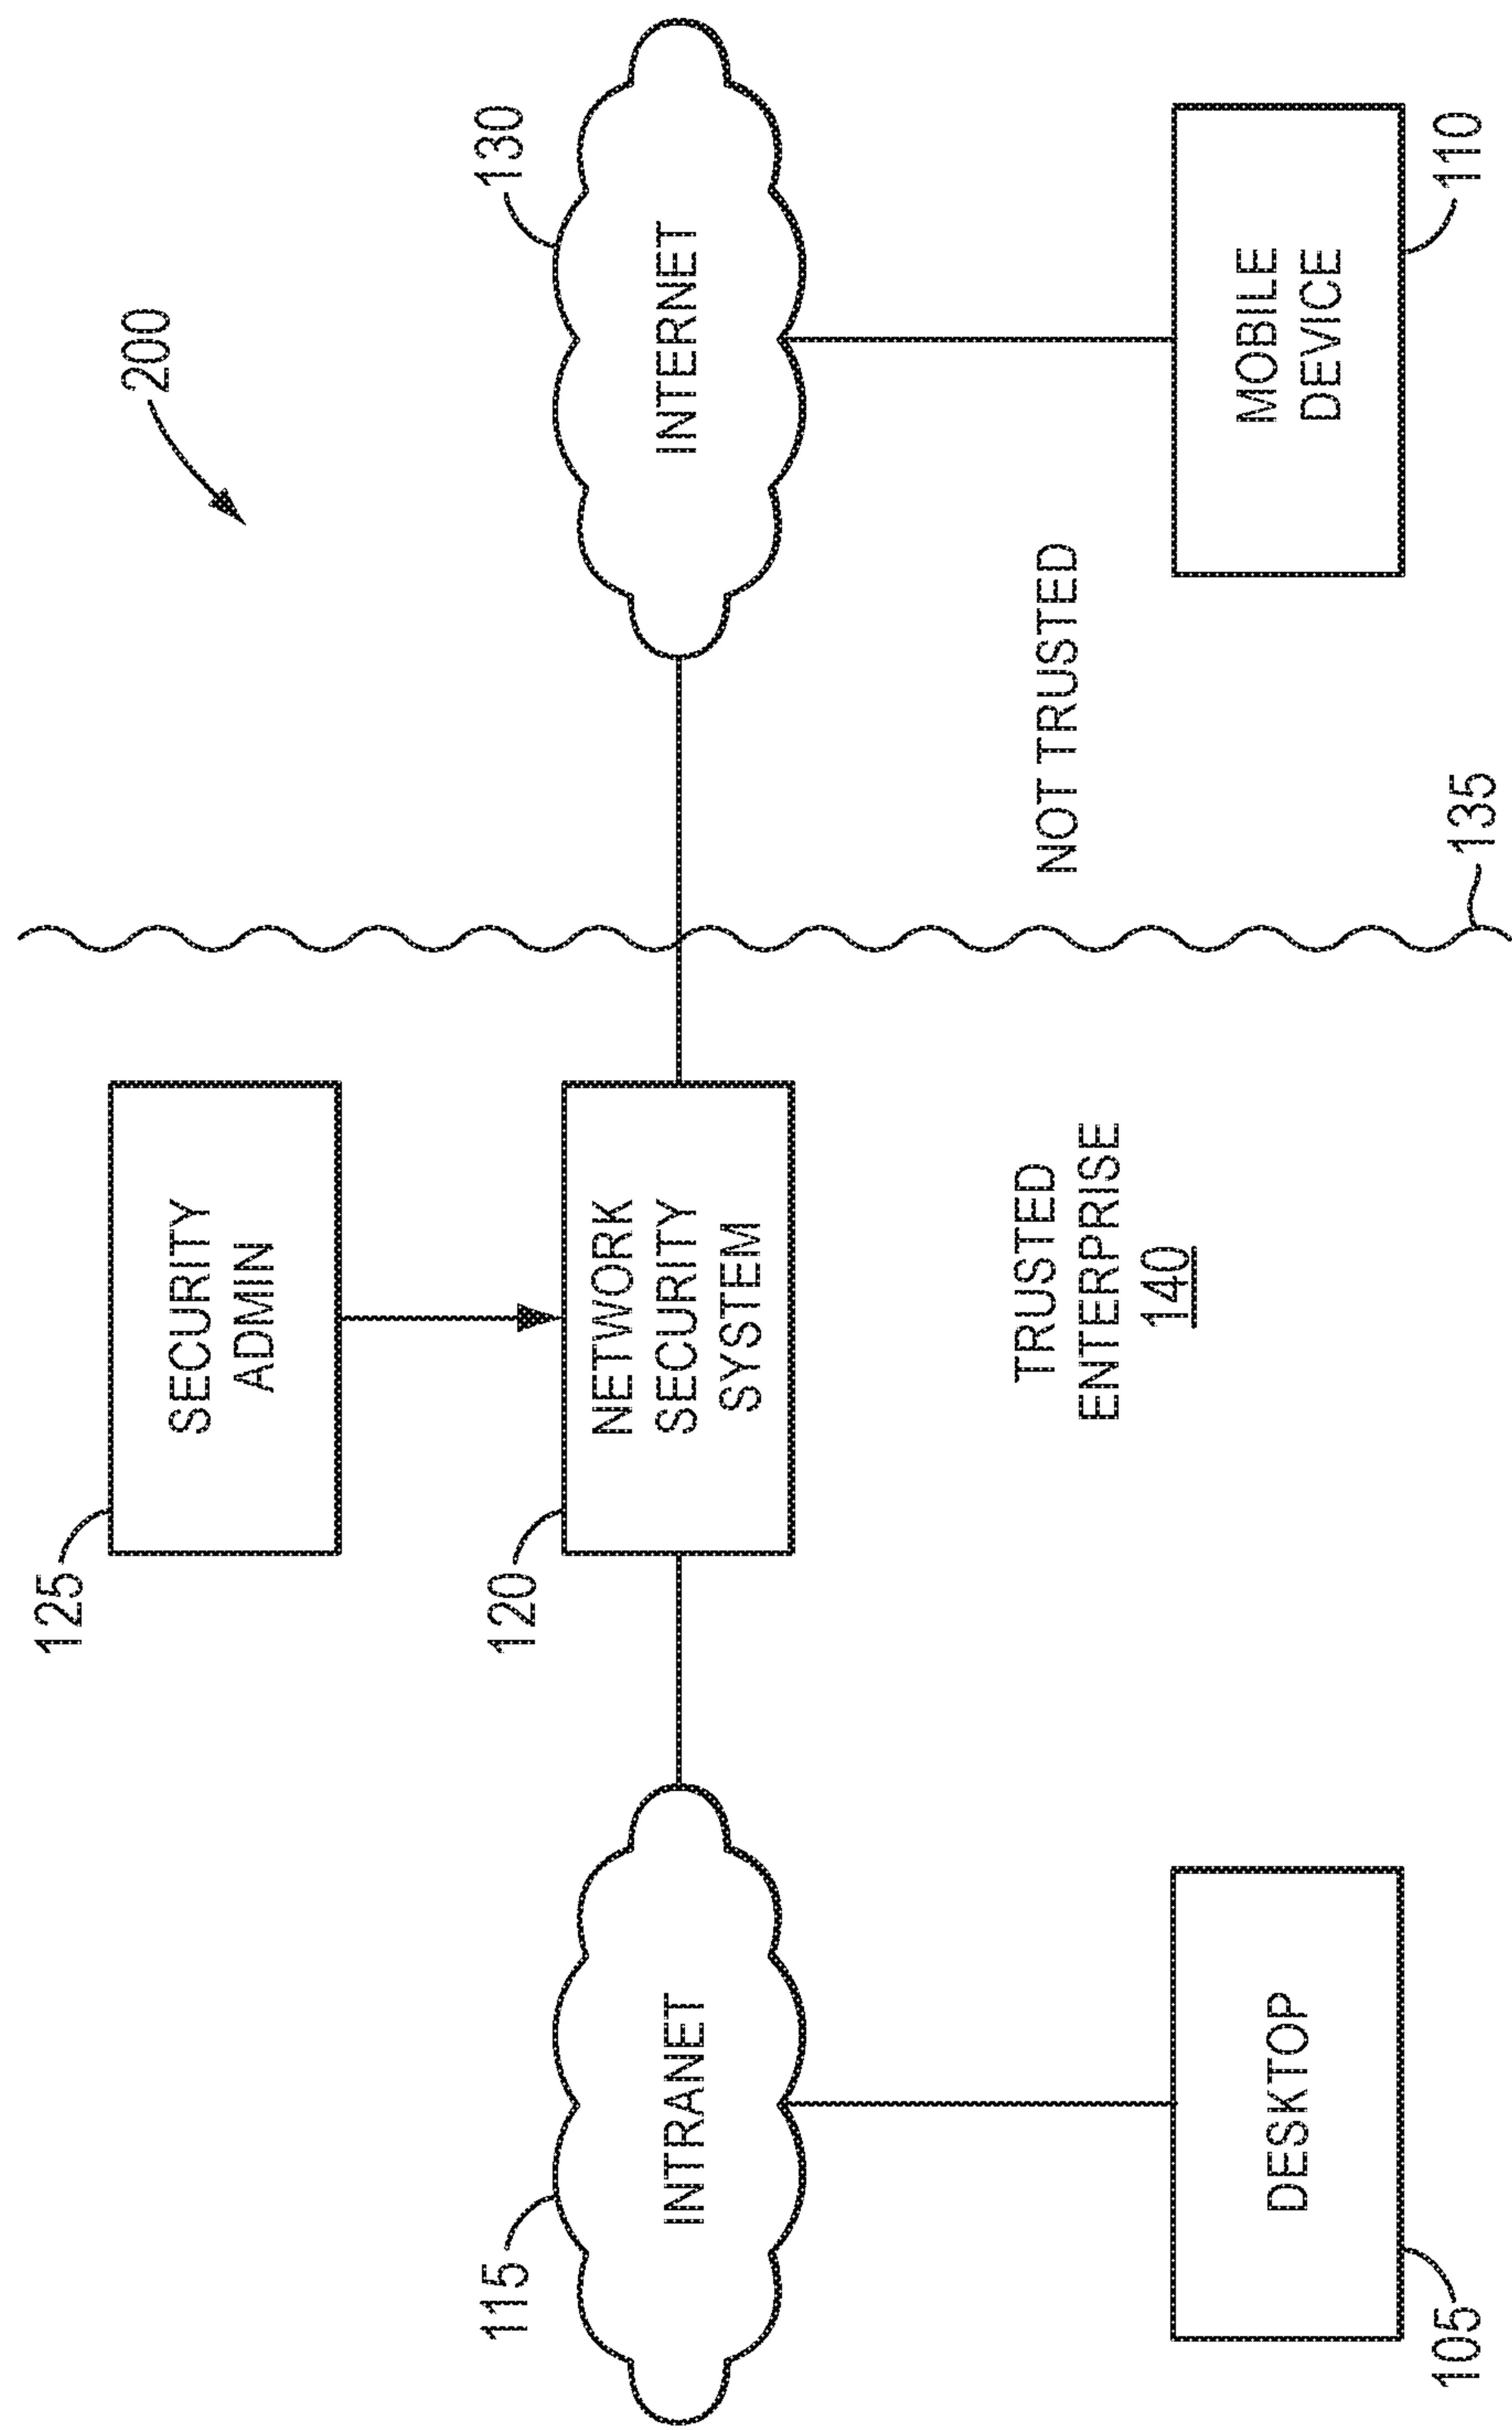 200
125
SECURITY
ADMIN
115
INTRANET
120
NETWORK
SECURITY
SYSTEM
130
INTERNET
TRUSTED
ENTERPRISE
140
NOT TRUSTED
DESKTOP
105
135
MOBILE
DEVICE
110